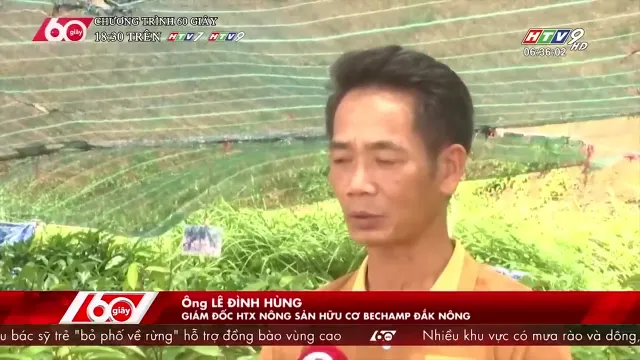 60 giây
CHƯƠNG TRÌNH 60 GIÂY
18:30 TRÊN HTV7 HTV9
HTV9 HD
06:36:02
60 giây
Ông LÊ ĐÌNH HÙNG
GIÁM ĐỐC HTX NÔNG SẢN HỮU CƠ BECHAMP ĐẮK NÔNG
u bác sỹ trẻ "bỏ phố về rừng" hỗ trợ đồng bào vùng cao 60 giây Nhiều khu vực có mưa rào và dông